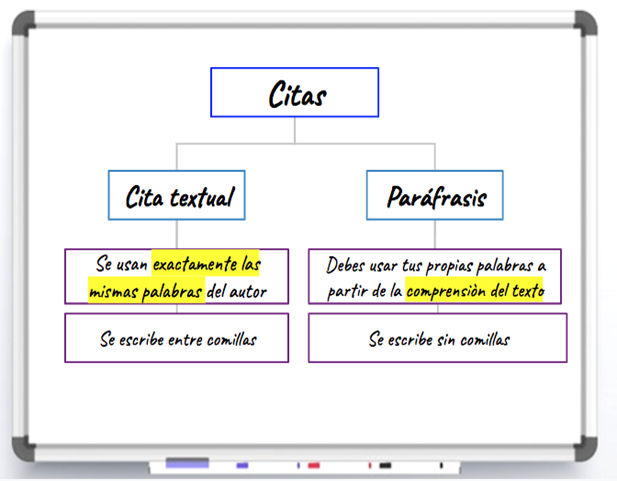 Citas
Cita textual
Paráfrasis
Se usan exactamente las
mismas palabras del autor
Debes usar tus propias palabras a
partir de la comprensiòn del texto
Se escribe entre comillas
Se escribe sin comillas